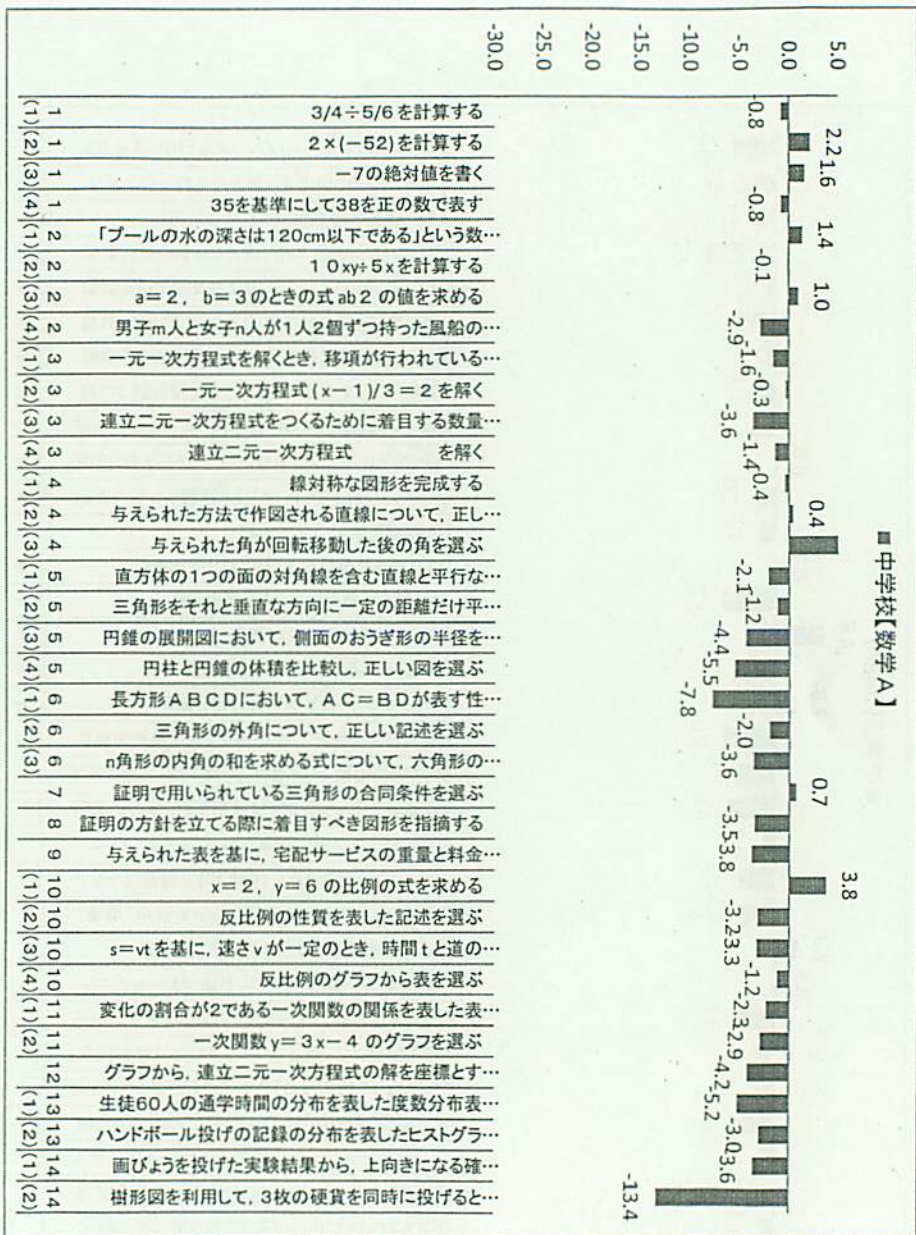 ■ 中学校【数学A】
5.0
0.0
-5.0
-10.0
-15.0
-20.0
-25.0
-30.0
-0.8
2.2
1.6
-0.8
1.4
-0.1
1.0
-2.9
-1.6
-0.3
-3.6
-1.4
-0.4
0.4
-2.1
-1.2
-4.4
-5.5
-7.8
-2.0
-3.6
0.7
-3.5
-3.8
3.8
-3.2
-3.3
-1.2
-2.3
-2.9
-4.2
-5.2
-3.0
-3.6
-13.4
3/4÷5/6を計算する
2×(−52)を計算する
−7の絶対値を書く
35を基準にして38を正の数で表す
「プールの水の深さは120cm以下である」という数…
10xy÷5xを計算する
a=2, b=3のときの式ab2の値を求める
男子m人と女子n人が1人2個ずつ持った風船の…
一元一次方程式を解くとき, 移項が行われている…
一元一次方程式(x−1)/3=2を解く
連立二元一次方程式をつくるために着目する数量…
連立二元一次方程式 を解く
線対称な図形を完成する
与えられた方法で作図される直線について, 正し…
与えられた角が回転移動した後の角を選ぶ
直方体の1つの面の対角線を含む直線と平行な…
三角形をそれと垂直な方向に一定の距離だけ平…
円錐の展開図において, 側面のおうぎ形の半径を…
円柱と円錐の体積を比較し, 正しい図を選ぶ
長方形ABCDにおいて, AC=BDが表す性…
三角形の外角について, 正しい記述を選ぶ
n角形の内角の和を求める式について, 六角形の…
証明で用いられている三角形の合同条件を選ぶ
証明の方針を立てる際に着目すべき図形を指摘する
与えられた表を基に, 宅配サービスの重量と料金…
x=2, y=6の比例の式を求める
反比例の性質を表した記述を選ぶ
s=vtを基に, 速さvが一定のとき, 時間tと道の…
反比例のグラフから表を選ぶ
変化の割合が2である一次関数の関係を表した表…
一次関数y=3x−4のグラフを選ぶ
グラフから, 連立二元一次方程式の解を座標とす…
生徒60人の通学時間の分布を表した度数分布表…
ハンドボール投げの記録の分布を表したヒストグラ…
画びょうを投げた実験結果から, 上向きになる確…
樹形図を利用して, 3枚の硬貨を同時に投げると…
1 1 1 1 2 2 2 2 3 3 3 3 4 4 4 5 5 5 5 6 6 6 7 8 9 10 10 10 10 11 11 12 13 13 14 14
(1) (2) (3) (4) (1) (2) (3) (4) (1) (2) (3) (4) (1) (2) (3) (1) (2) (3) (4) (1) (2) (3) (1) (2) (3) (4) (1) (2) (1) (2) (1) (2)